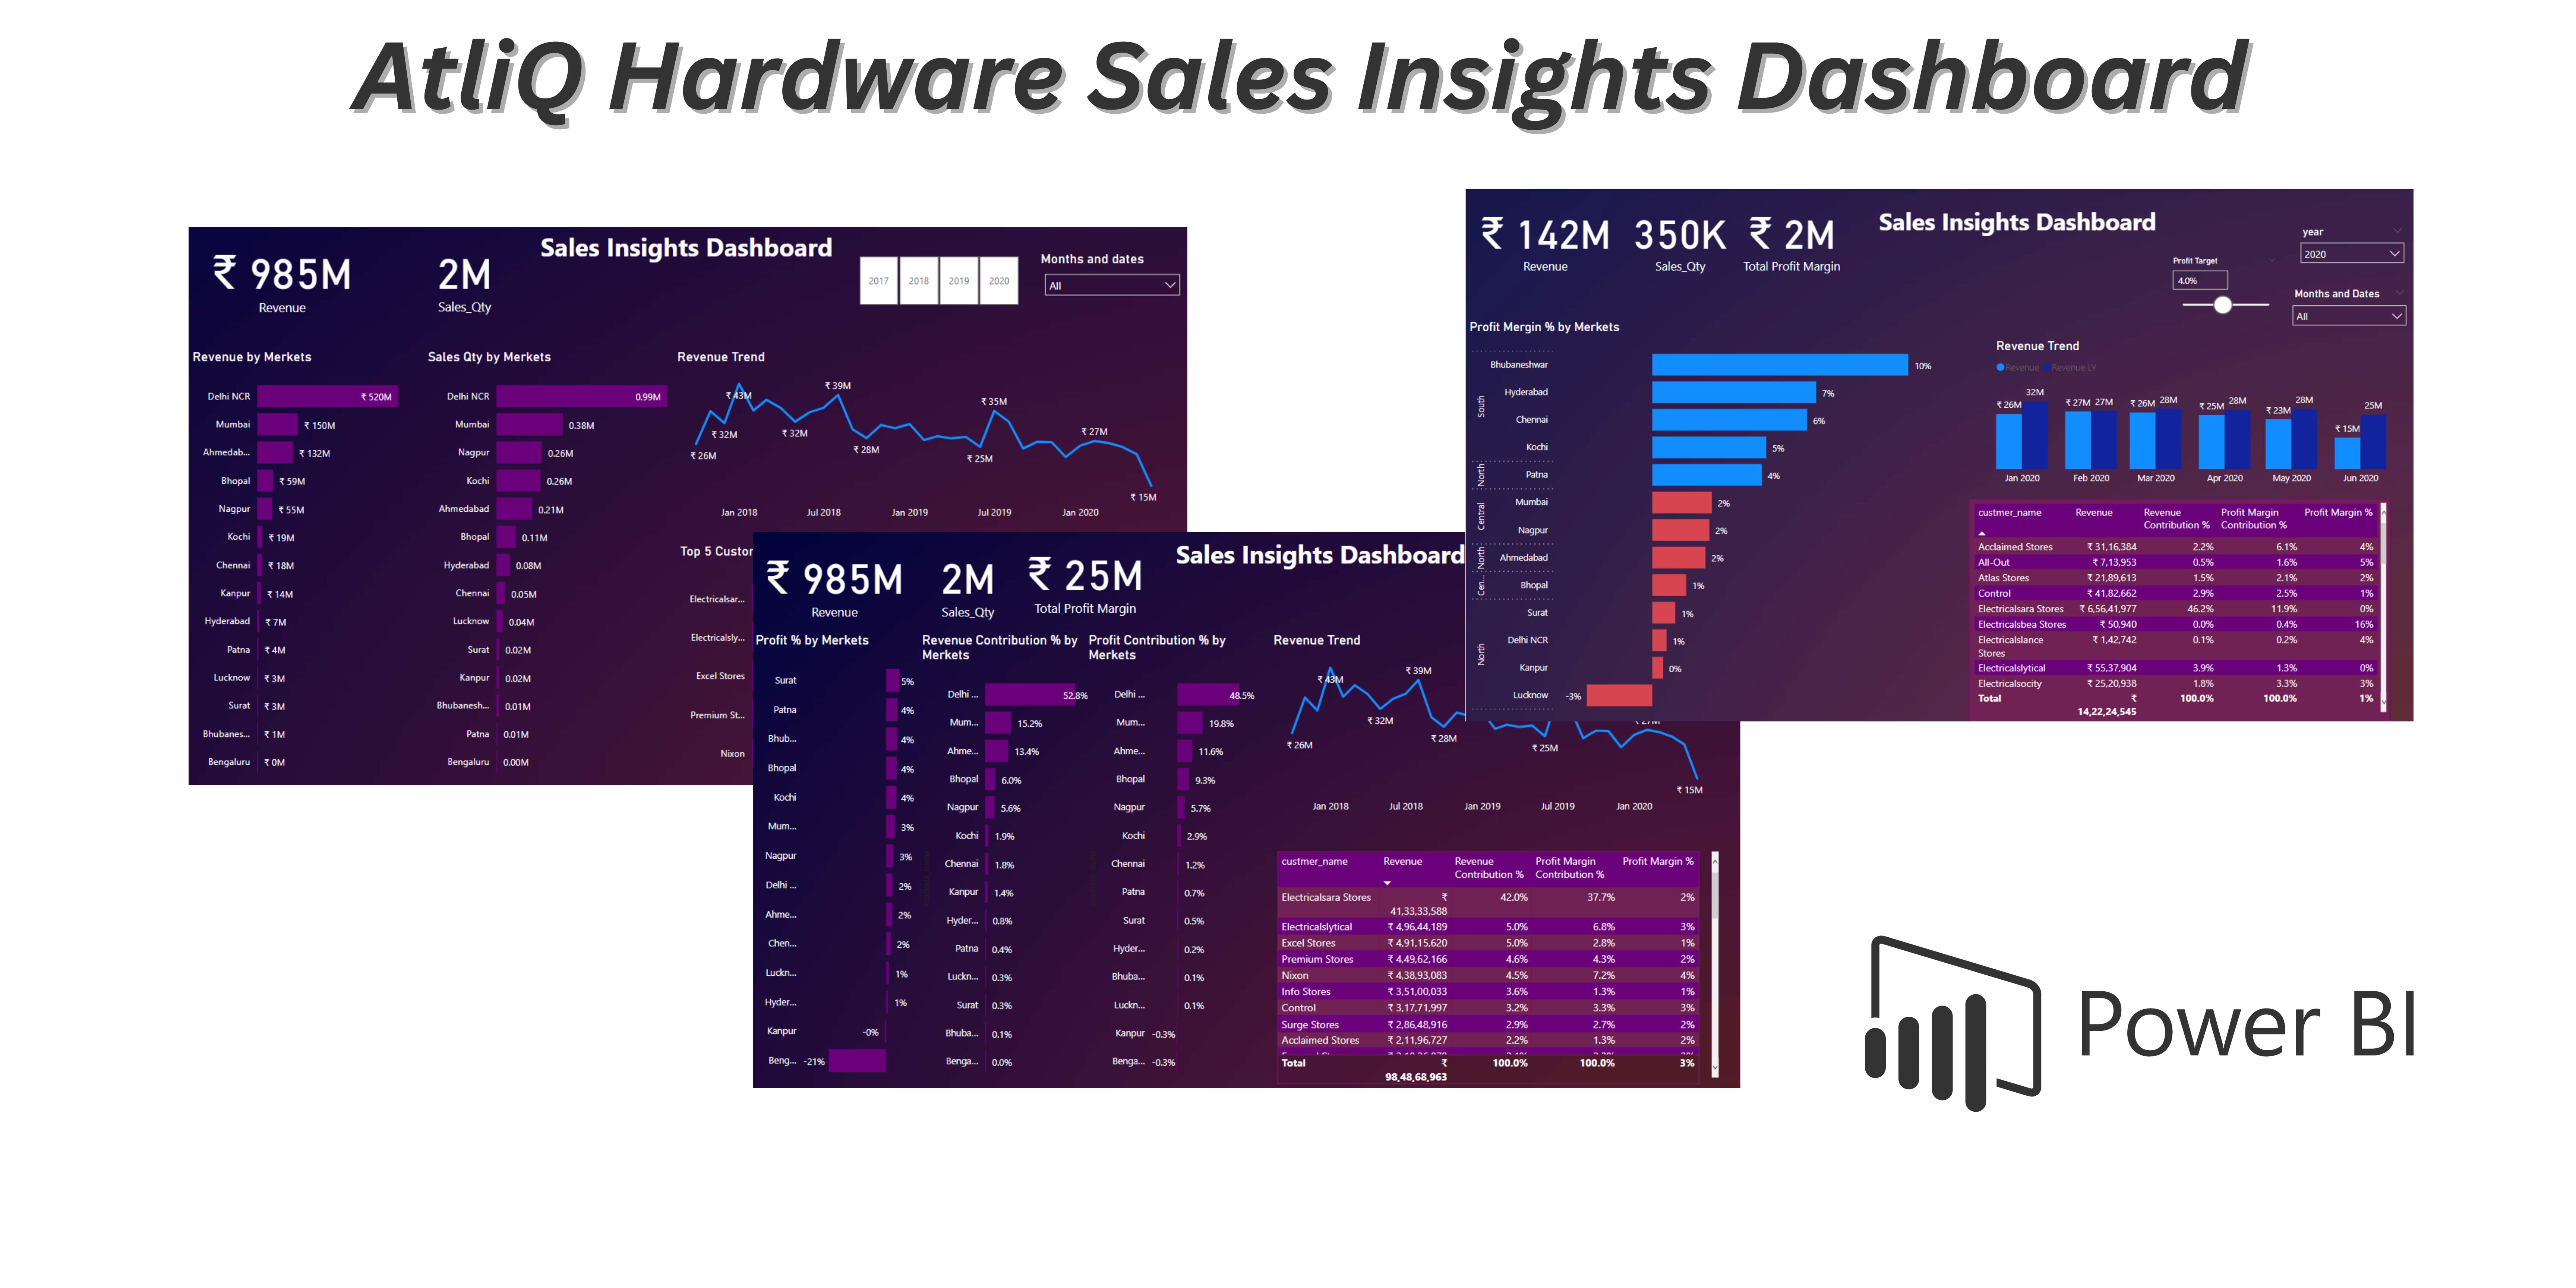 AtliQ Hardware Sales Insights Dashboard
Sales Insights Dashboard
₹ 985M
Revenue
2M
Sales_Qty
2017 2018 2019 2020
Months and dates
All
Revenue by Merkets
Delhi NCR ₹ 520M
Mumbai ₹ 150M
Ahmedab... ₹ 132M
Bhopal ₹ 59M
Nagpur ₹ 55M
Kochi ₹ 19M
Chennai ₹ 18M
Kanpur ₹ 14M
Hyderabad ₹ 7M
Patna ₹ 4M
Lucknow ₹ 3M
Surat ₹ 3M
Bhubanes... ₹ 1M
Bengaluru ₹ 0M
Sales Qty by Merkets
Delhi NCR 0.99M
Mumbai 0.38M
Nagpur 0.26M
Kochi 0.26M
Ahmedabad 0.21M
Bhopal 0.11M
Hyderabad 0.08M
Chennai 0.05M
Lucknow 0.04M
Surat 0.02M
Kanpur 0.02M
Bhubanesh... 0.01M
Patna 0.01M
Bengaluru 0.00M
Revenue Trend
₹ 26M ₹ 32M ₹ 43M ₹ 32M ₹ 39M ₹ 28M ₹ 25M ₹ 35M ₹ 27M ₹ 15M
Jan 2018 Jul 2018 Jan 2019 Jul 2019 Jan 2020
Top 5 Custor
Electricalsar...
Electricalsly...
Excel Stores
Premium St...
Nixon
Sales Insights Dashboard
₹ 985M
Revenue
2M
Sales_Qty
₹ 25M
Total Profit Margin
Profit % by Merkets
Surat 5%
Patna 4%
Bhub... 4%
Bhopal 4%
Kochi 4%
Mum... 3%
Nagpur 3%
Delhi ... 2%
Ahme... 2%
Chen... 2%
Luckn... 1%
Hyder... 1%
Kanpur -0%
Beng... -21%
Revenue Contribution % by
Merkets
Delhi ... 52.8%
Mum... 15.2%
Ahme... 13.4%
Bhopal 6.0%
Nagpur 5.6%
Kochi 1.9%
Chennai 1.8%
Kanpur 1.4%
Hyder... 0.8%
Patna 0.4%
Luckn... 0.3%
Surat 0.3%
Bhuba... 0.1%
Benga... 0.0%
Profit Contribution % by
Merkets
Delhi ... 48.5%
Mum... 19.8%
Ahme... 11.6%
Bhopal 9.3%
Nagpur 5.7%
Kochi 2.9%
Chennai 1.2%
Patna 0.7%
Surat 0.5%
Hyder... 0.2%
Bhuba... 0.1%
Luckn... 0.1%
Kanpur -0.3%
Benga... -0.3%
Revenue Trend
₹ 26M ₹ 43M ₹ 32M ₹ 39M ₹ 28M ₹ 25M ₹ 27M ₹ 15M
Jan 2018 Jul 2018 Jan 2019 Jul 2019 Jan 2020
custmer_name Revenue Revenue Profit Margin Profit Margin %
Contribution % Contribution %
Electricalsara Stores ₹ 42.0% 37.7% 2%
41,33,33,588
Electricalslytical ₹ 4,96,44,189 5.0% 6.8% 3%
Excel Stores ₹ 4,91,15,620 5.0% 2.8% 1%
Premium Stores ₹ 4,49,62,166 4.6% 4.3% 2%
Nixon ₹ 4,38,93,083 4.5% 7.2% 4%
Info Stores ₹ 3,51,00,033 3.6% 1.3% 1%
Control ₹ 3,17,71,997 3.2% 3.3% 3%
Surge Stores ₹ 2,86,48,916 2.9% 2.7% 2%
Acclaimed Stores ₹ 2,11,96,727 2.2% 1.3% 2%
Total ₹ 100.0% 100.0% 3%
98,48,68,963
Sales Insights Dashboard
₹ 142M
Revenue
350K
Sales_Qty
₹ 2M
Total Profit Margin
Profit Target
4.0%
year
2020
Months and Dates
All
Profit Mergin % by Merkets
South
Bhubaneshwar 10%
Hyderabad 7%
Chennai 6%
Kochi 5%
North
Patna 4%
Central
Mumbai 2%
Nagpur 2%
North
Ahmedabad 2%
Cen...
Bhopal 1%
North
Surat 1%
Delhi NCR 1%
Kanpur 0%
Lucknow -3%
Revenue Trend
Revenue Revenue LY
₹ 26M 32M ₹ 27M 27M ₹ 26M 28M ₹ 25M 28M ₹ 23M 28M ₹ 15M 25M
Jan 2020 Feb 2020 Mar 2020 Apr 2020 May 2020 Jun 2020
custmer_name Revenue Revenue Profit Margin Profit Margin %
Contribution % Contribution %
Acclaimed Stores ₹ 31,16,384 2.2% 6.1% 4%
All-Out ₹ 7,13,953 0.5% 1.6% 5%
Atlas Stores ₹ 21,89,613 1.5% 2.1% 2%
Control ₹ 41,82,662 2.9% 2.5% 1%
Electricalsara Stores ₹ 6,56,41,977 46.2% 11.9% 0%
Electricalsbea Stores ₹ 50,940 0.0% 0.4% 16%
Electricalslance ₹ 1,42,742 0.1% 0.2% 4%
Stores
Electricalslytical ₹ 55,37,904 3.9% 1.3% 0%
Electricalsocity ₹ 25,20,938 1.8% 3.3% 3%
Total ₹ 100.0% 100.0% 1%
14,22,24,545
Power BI